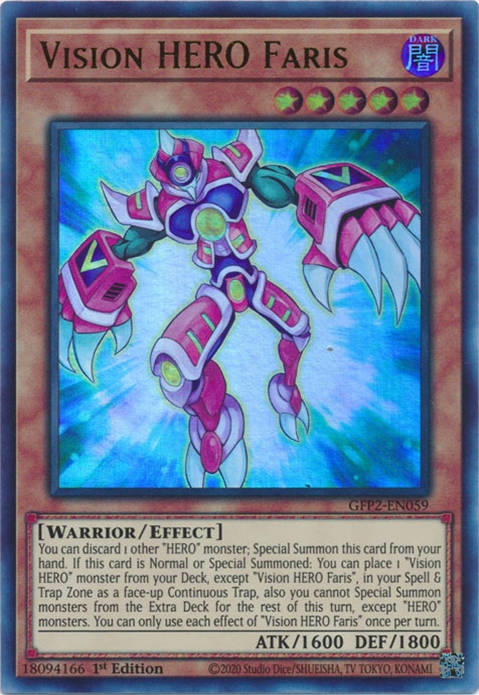 VISION HERO FARIS
DARK
闇
GFP2-EN059
[WARRIOR/EFFECT]
You can discard 1 other "HERO" monster; Special Summon this card from your
hand. If this card is Normal or Special Summoned: You can place 1 "Vision
HERO" monster from your Deck, except "Vision HERO Faris", in your Spell &
Trap Zone as a face-up Continuous Trap, also you cannot Special Summon
monsters from the Extra Deck for the rest of this turn, except "HERO"
monsters. You can only use each effect of "Vision HERO Faris" once per turn.
ATK/1600 DEF/1800
18094166 1st Edition ©2020 Studio Dice/SHUEISHA, TV TOKYO, KONAMI